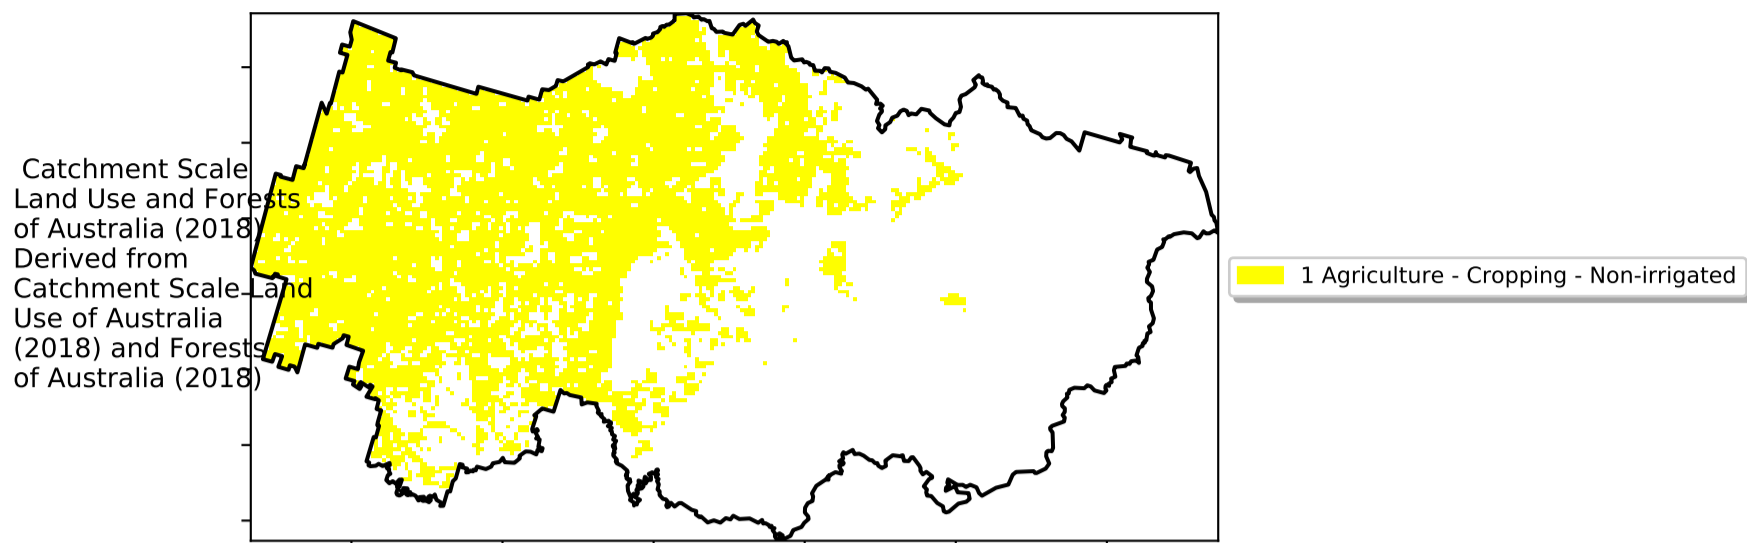 Catchment Scale
Land Use and Forests
of Australia (2018)
Derived from
Catchment Scale Land
Use of Australia
(2018) and Forests
of Australia (2018)
1 Agriculture - Cropping - Non-irrigated